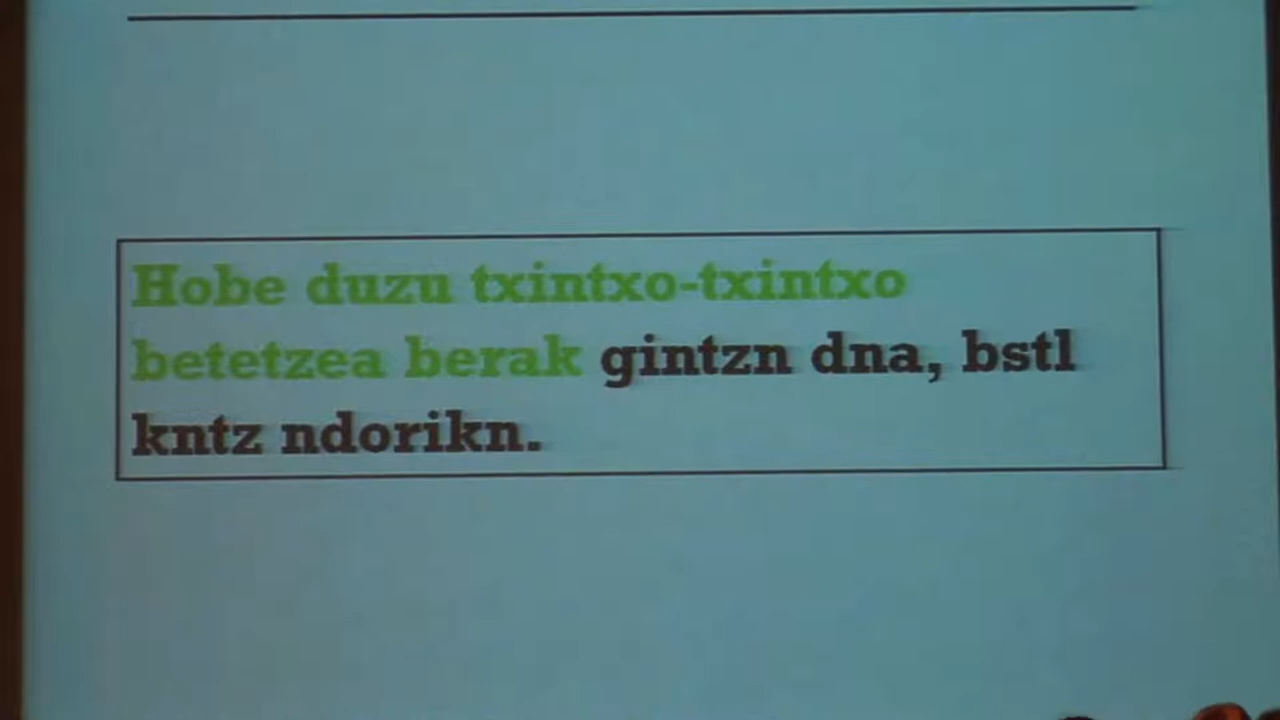 Hobe duzu txintxo-txintxo
betetzea berak gintzn dna, bstl
kntz ndorikn.